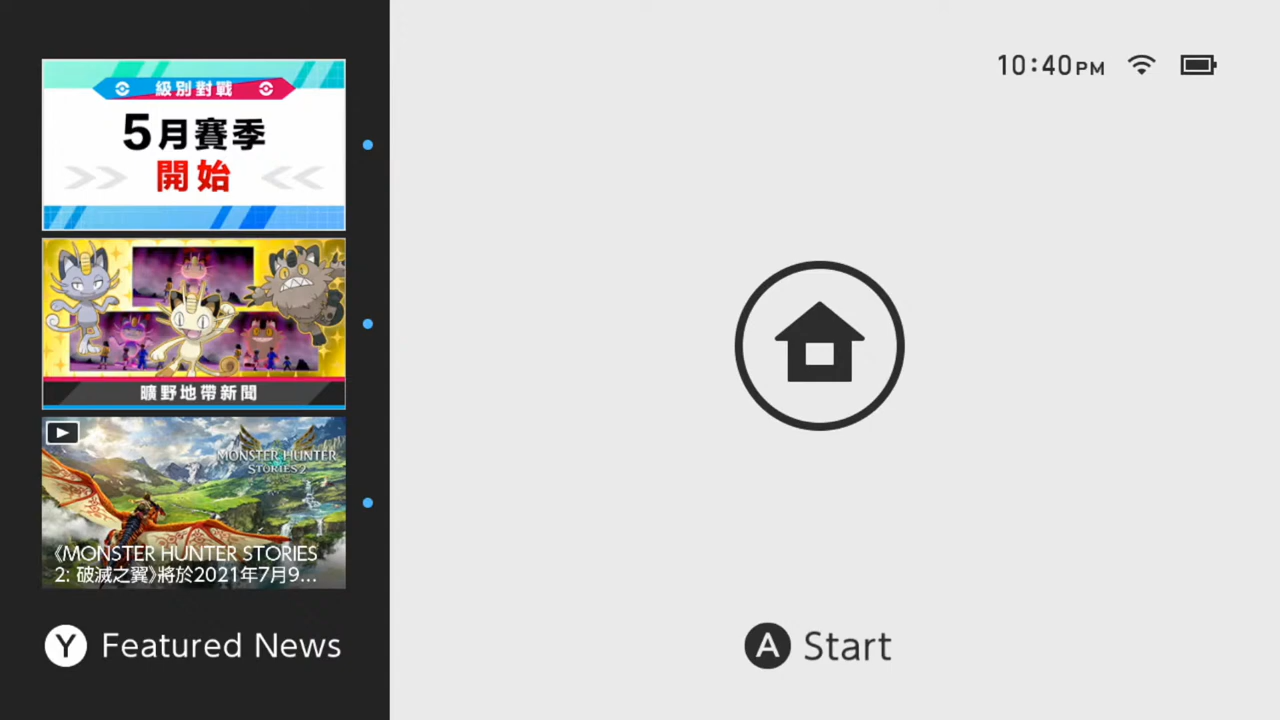 級別對戰
5月賽季
開始
曠野地帶新聞
MONSTER HUNTER
STORIES 2
《MONSTER HUNTER STORIES
2: 破滅之翼》將於2021年7月9...
Y Featured News
10:40PM
A Start